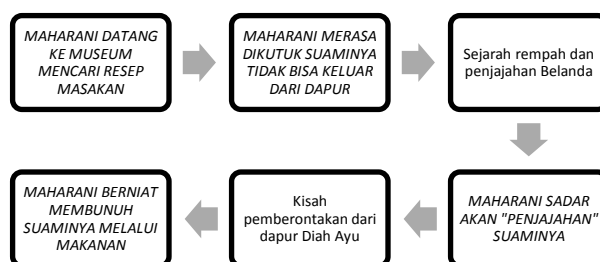 MAHARANI DATANG
KE MUSEUM
MENCARI RESEP
MASAKAN
MAHARANI MERASA
DIKUTUK SUAMINYA
TIDAK BISA KELUAR
DARI DAPUR
Sejarah rempah dan
penjajahan Belanda
MAHARANI SADAR
AKAN "PENJAJAHAN"
SUAMINYA
Kisah
pemberontakan dari
dapur Diah Ayu
MAHARANI BERNIAT
MEMBUNUH
SUAMINYA MELALUI
MAKANAN